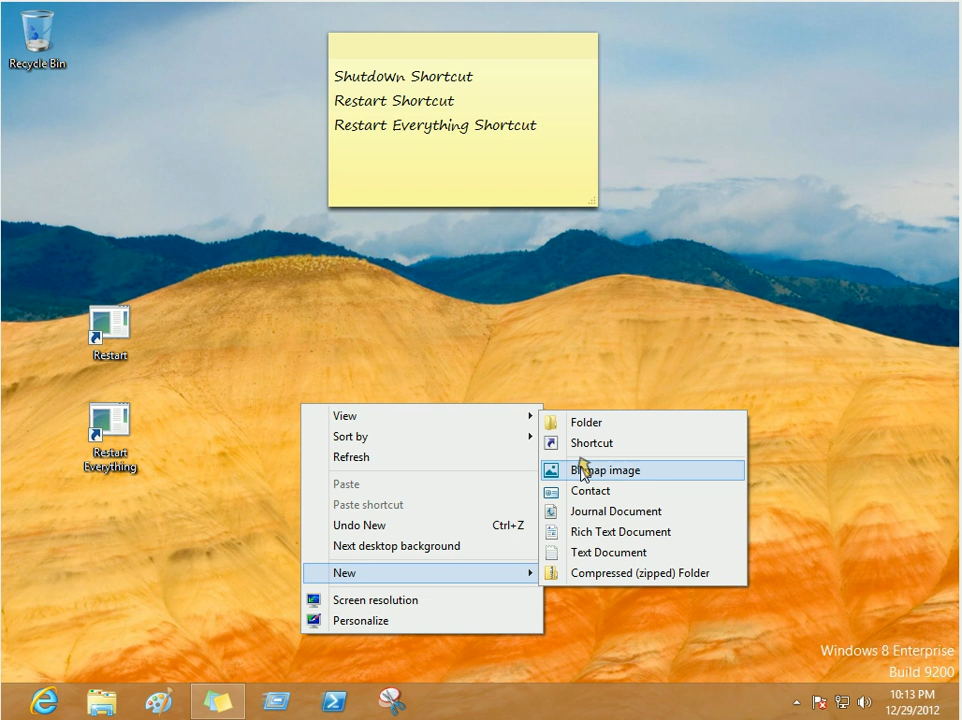 Recycle Bin
Shutdown Shortcut
Restart Shortcut
Restart Everything Shortcut
Restart
Restart
Everything
View
Sort by
Refresh
Paste
Paste shortcut
Undo New Ctrl+Z
Next desktop background
New
Screen resolution
Personalize
Folder
Shortcut
Bitmap image
Contact
Journal Document
Rich Text Document
Text Document
Compressed (zipped) Folder
Windows 8 Enterprise
Build 9200
10:13 PM
12/29/2012